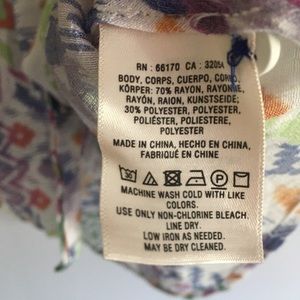 RN : 66170 CA : 32054
BODY, CORPS, CUERPO, CORPO,
KÖRPER: 70% RAYON, RAYONNE,
RAYÓN, RAION, KUNSTSEIDE;
30% POLYESTER, POLYESTER,
POLIÉSTER, POLIESTERE,
POLYESTER
MADE IN CHINA, HECHO EN CHINA,
FABRIQUÉ EN CHINE
MACHINE WASH COLD WITH LIKE
COLORS.
USE ONLY NON-CHLORINE BLEACH.
LINE DRY.
LOW IRON AS NEEDED.
MAY BE DRY CLEANED.